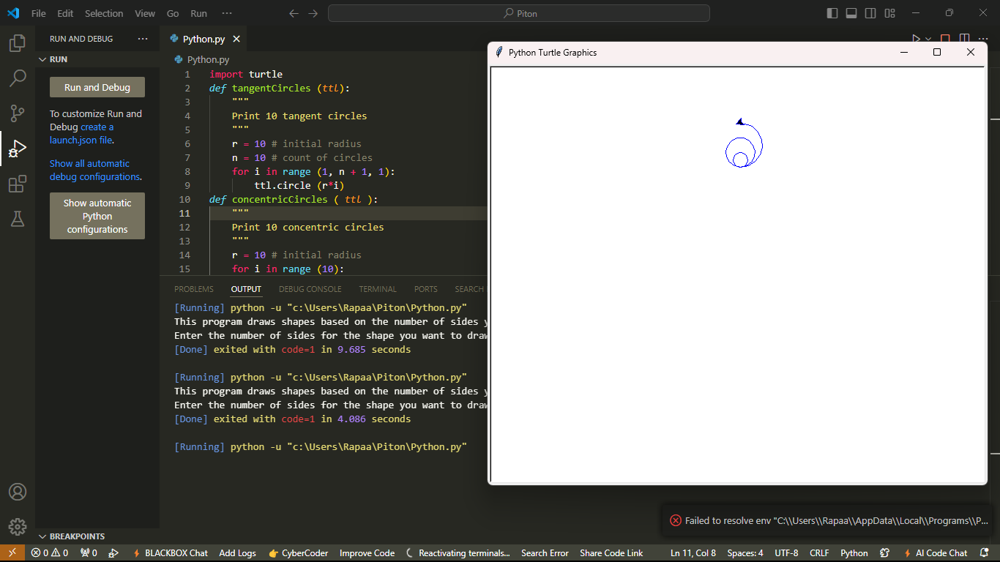 File Edit Selection View Go Run ··· Piton
RUN AND DEBUG ···
RUN
Run and Debug
To customize Run and
Debug create a
launch.json file.
Show all automatic
debug configurations.
Show automatic
Python
configurations
BREAKPOINTS
Python.py
Python.py
1 import turtle
2 def tangentCircles (ttl):
3 """
4 Print 10 tangent circles
5 """
6 r = 10 # initial radius
7 n = 10 # count of circles
8 for i in range (1, n + 1, 1):
9 ttl.circle (r*i)
10 def concentricCircles ( ttl ):
11 """
12 Print 10 concentric circles
13 """
14 r = 10 # initial radius
15 for i in range (10):
PROBLEMS OUTPUT DEBUG CONSOLE TERMINAL PORTS SEARCH
[Running] python -u "c:\Users\Rapaa\Piton\Python.py"
This program draws shapes based on the number of sides y
Enter the number of sides for the shape you want to draw
[Done] exited with code=1 in 9.685 seconds
[Running] python -u "c:\Users\Rapaa\Piton\Python.py"
This program draws shapes based on the number of sides y
Enter the number of sides for the shape you want to draw
[Done] exited with code=1 in 4.086 seconds
[Running] python -u "c:\Users\Rapaa\Piton\Python.py"
Python Turtle Graphics
Failed to resolve env "C:\\Users\\Rapaa\\AppData\\Local\\Programs\\P...
0 0 0 BLACKBOX Chat Add Logs CyberCoder Improve Code Reactivating terminals... Search Error Share Code Link Ln 11, Col 8 Spaces: 4 UTF-8 CRLF Python AI Code Chat